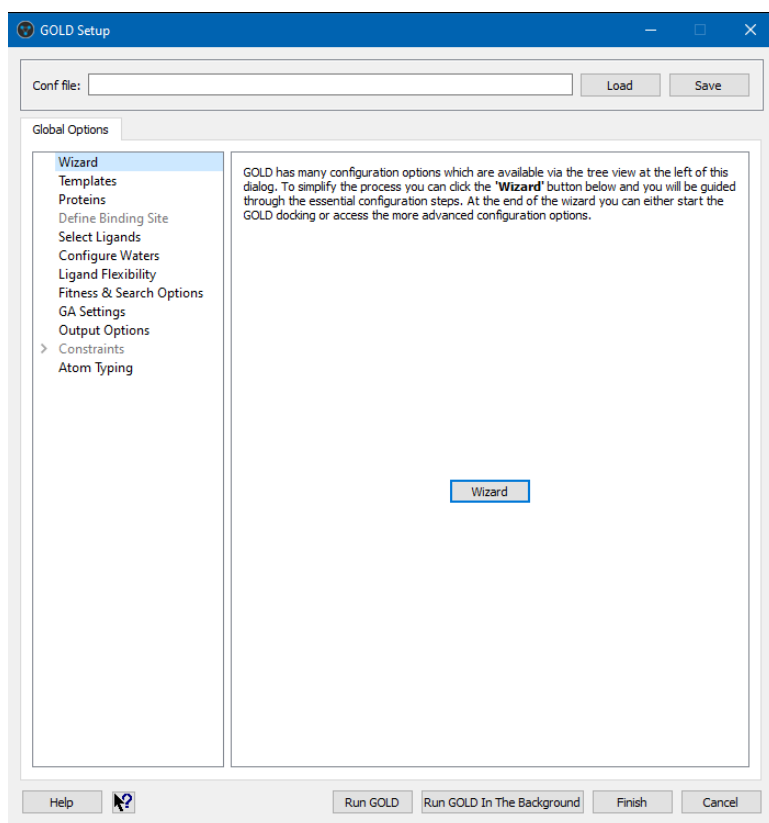 GOLD Setup
Conf file:
Load
Save
Global Options
Wizard
Templates
Proteins
Define Binding Site
Select Ligands
Configure Waters
Ligand Flexibility
Fitness & Search Options
GA Settings
Output Options
Constraints
Atom Typing
GOLD has many configuration options which are available via the tree view at the left of this
dialog. To simplify the process you can click the 'Wizard' button below and you will be guided
through the essential configuration steps. At the end of the wizard you can either start the
GOLD docking or access the more advanced configuration options.
Wizard
Help
Run GOLD
Run GOLD In The Background
Finish
Cancel